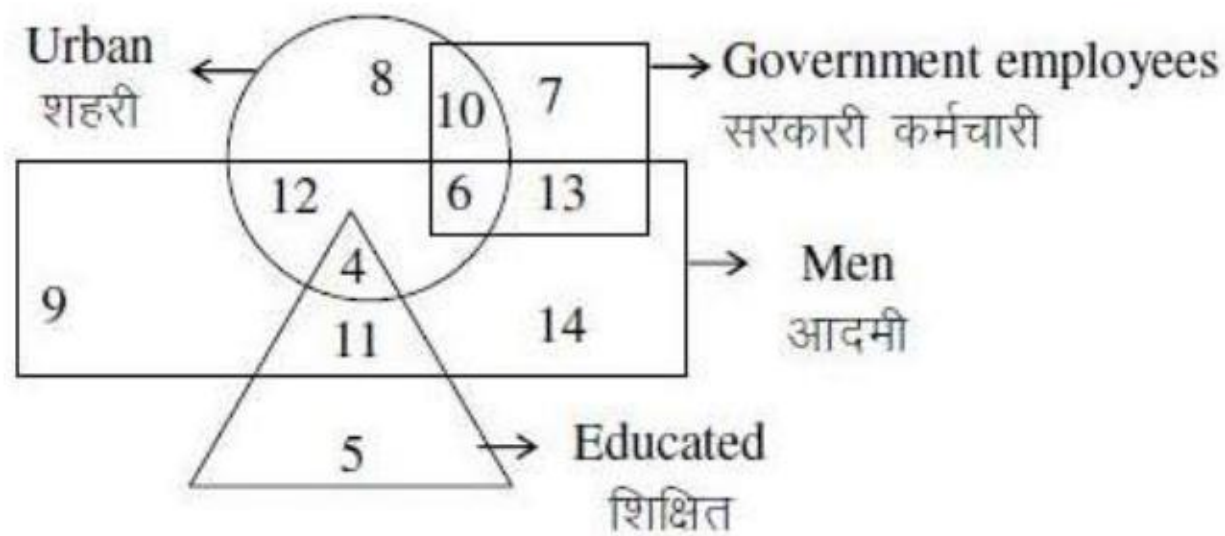 Urban
शहरी
8
10
7
Government employees
सरकारी कर्मचारी
12
6
13
4
Men
आदमी
9
11
14
5
Educated
शिक्षित